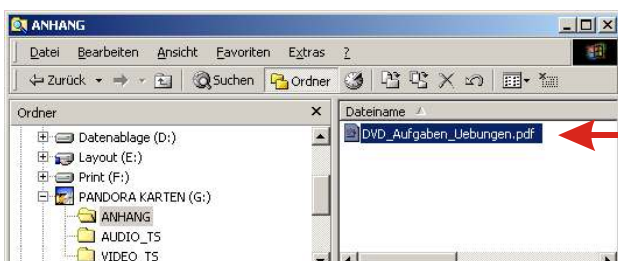 ANHANG
Datei Bearbeiten Ansicht Favoriten Extras ?
Zurück Suchen Ordner
Ordner
Datenablage (D:)
Layout (E:)
Print (F:)
PANDORA KARTEN (G:)
ANHANG
AUDIO_TS
VIDEO_TS
Dateiname
DVD_Aufgaben_Uebungen.pdf